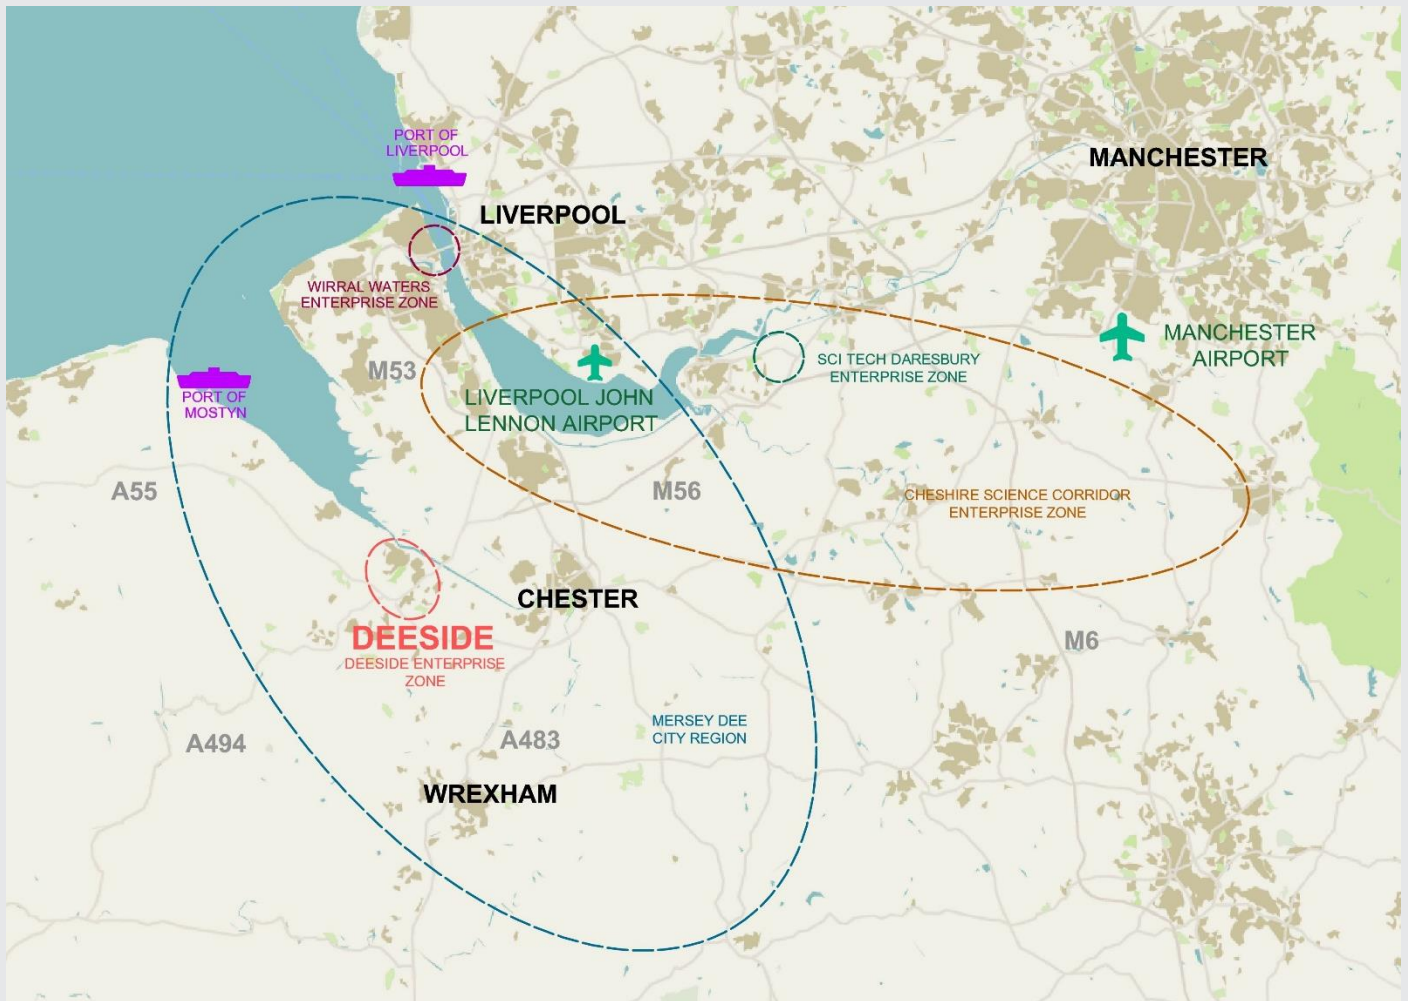 PORT OF
LIVERPOOL
MANCHESTER
LIVERPOOL
WIRRAL WATERS
ENTERPRISE ZONE
MANCHESTER
AIRPORT
M53
SCI TECH DARESBURY
ENTERPRISE ZONE
PORT OF
MOSTYN
LIVERPOOL JOHN
LENNON AIRPORT
A55
M56
CHESHIRE SCIENCE CORRIDOR
ENTERPRISE ZONE
CHESTER
DEESIDE
DEESIDE ENTERPRISE
ZONE
M6
MERSEY DEE
CITY REGION
A494
A483
WREXHAM